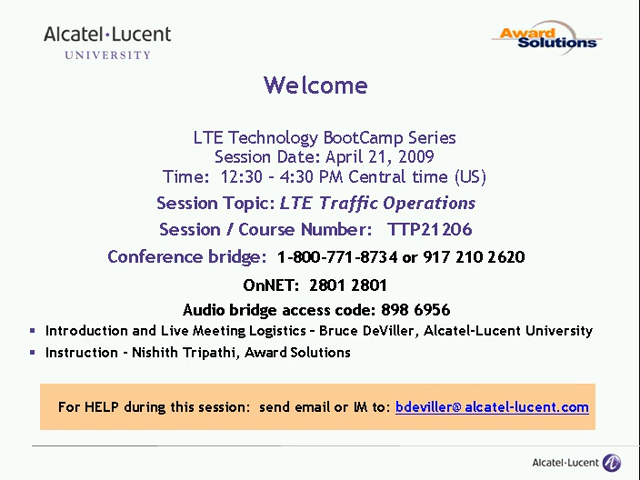 Alcatel·Lucent
UNIVERSITY
Award
Solutions
Welcome
LTE Technology BootCamp Series
Session Date: April 21, 2009
Time: 12:30 – 4:30 PM Central time (US)
Session Topic: LTE Traffic Operations
Session / Course Number: TTP21206
Conference bridge: 1-800-771-8734 or 917 210 2620
OnNET: 2801 2801
Audio bridge access code: 898 6956
▪ Introduction and Live Meeting Logistics – Bruce DeViller, Alcatel-Lucent University
▪ Instruction - Nishith Tripathi, Award Solutions
For HELP during this session: send email or IM to: bdeviller@alcatel-lucent.com
Alcatel·Lucent